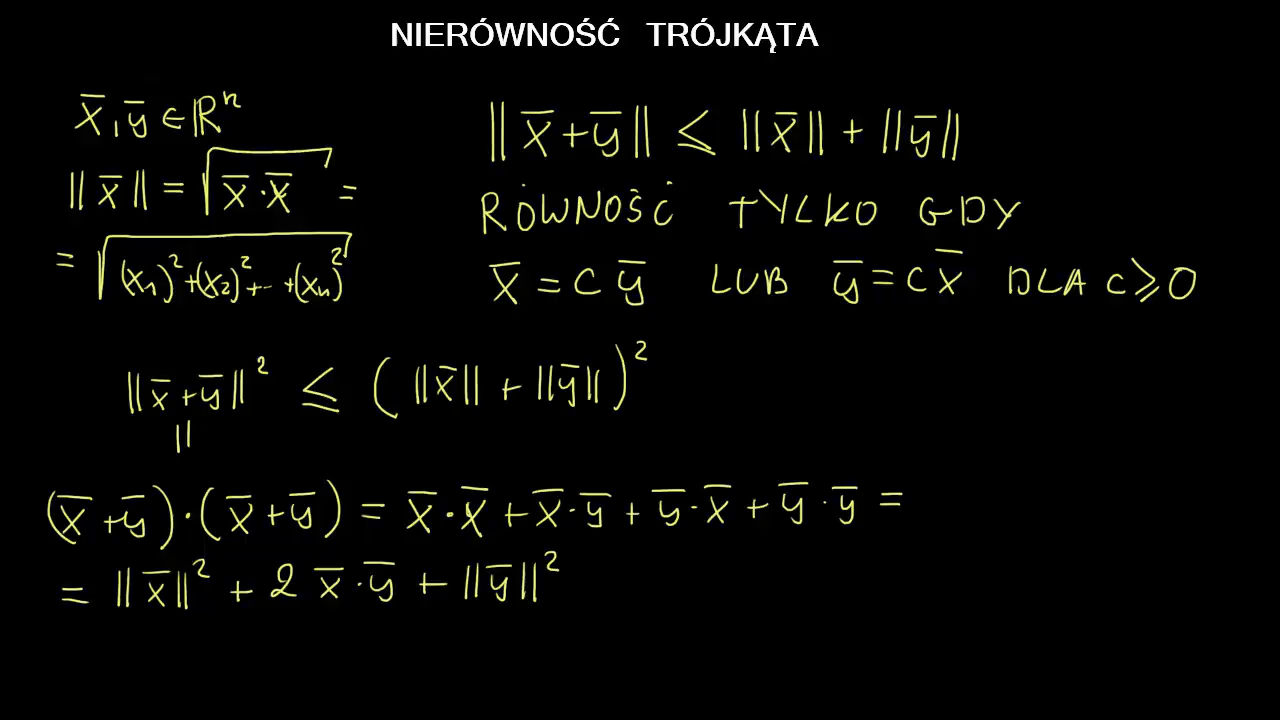 NIERÓWNOŚĆ TRÓJKĄTA
x̅, y̅ ∈ ℝⁿ
‖x̅‖ = √(x̅·x̅) =
= √((x₁)²+(x₂)²+…+(xₙ)²)
‖x̅+y̅‖ ≤ ‖x̅‖ + ‖y̅‖
RÓWNOŚĆ TYLKO GDY
x̅ = C y̅ LUB y̅ = C x̅ DLA C ≥ 0
‖x̅+y̅‖² ≤ (‖x̅‖ + ‖y̅‖)²
||
(x̅+y̅)·(x̅+y̅) = x̅·x̅ + x̅·y̅ + y̅·x̅ + y̅·y̅ =
= ‖x̅‖² + 2 x̅·y̅ + ‖y̅‖²